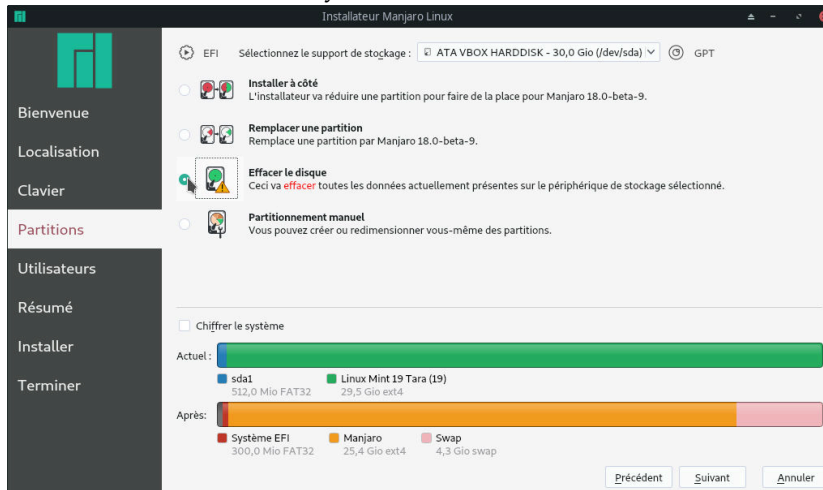 Installateur Manjaro Linux
EFI Sélectionnez le support de stockage : ATA VBOX HARDDISK - 30,0 Gio (/dev/sda) GPT
Installer à côté
L'installateur va réduire une partition pour faire de la place pour Manjaro 18.0-beta-9.
Remplacer une partition
Remplace une partition par Manjaro 18.0-beta-9.
Effacer le disque
Ceci va effacer toutes les données actuellement présentes sur le périphérique de stockage sélectionné.
Partitionnement manuel
Vous pouvez créer ou redimensionner vous-même des partitions.
Bienvenue
Localisation
Clavier
Partitions
Utilisateurs
Résumé
Installer
Terminer
Chiffrer le système
Actuel :
sda1 Linux Mint 19 Tara (19)
512,0 Mio FAT32 29,5 Gio ext4
Après:
Système EFI Manjaro Swap
300,0 Mio FAT32 25,4 Gio ext4 4,3 Gio swap
Précédent Suivant Annuler